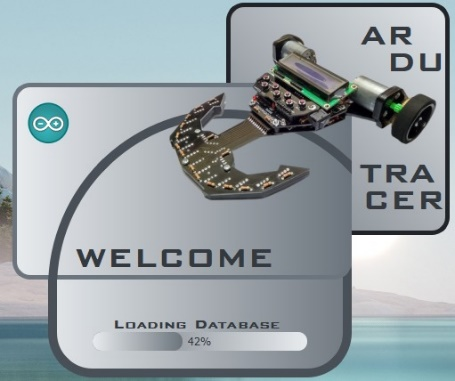 AR
DU
TRA
CER
WELCOME
LOADING DATABASE
42%